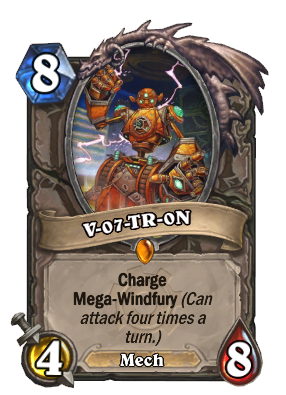 8
V-07-TR-0N
Charge
Mega-Windfury (Can
attack four times a
turn.)
4
Mech
8